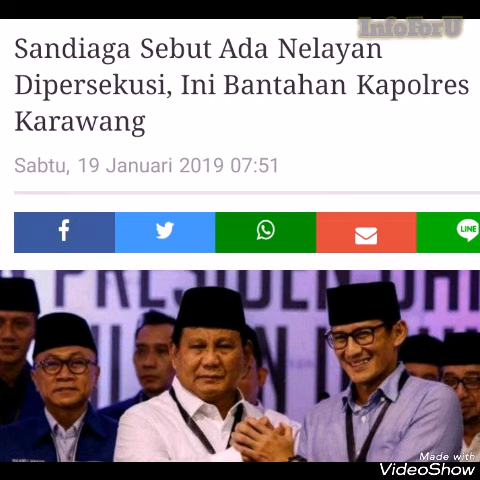 InfoForU
Sandiaga Sebut Ada Nelayan
Dipersekusi, Ini Bantahan Kapolres
Karawang
Sabtu, 19 Januari 2019 07:51
LINE
Made with
VideoShow